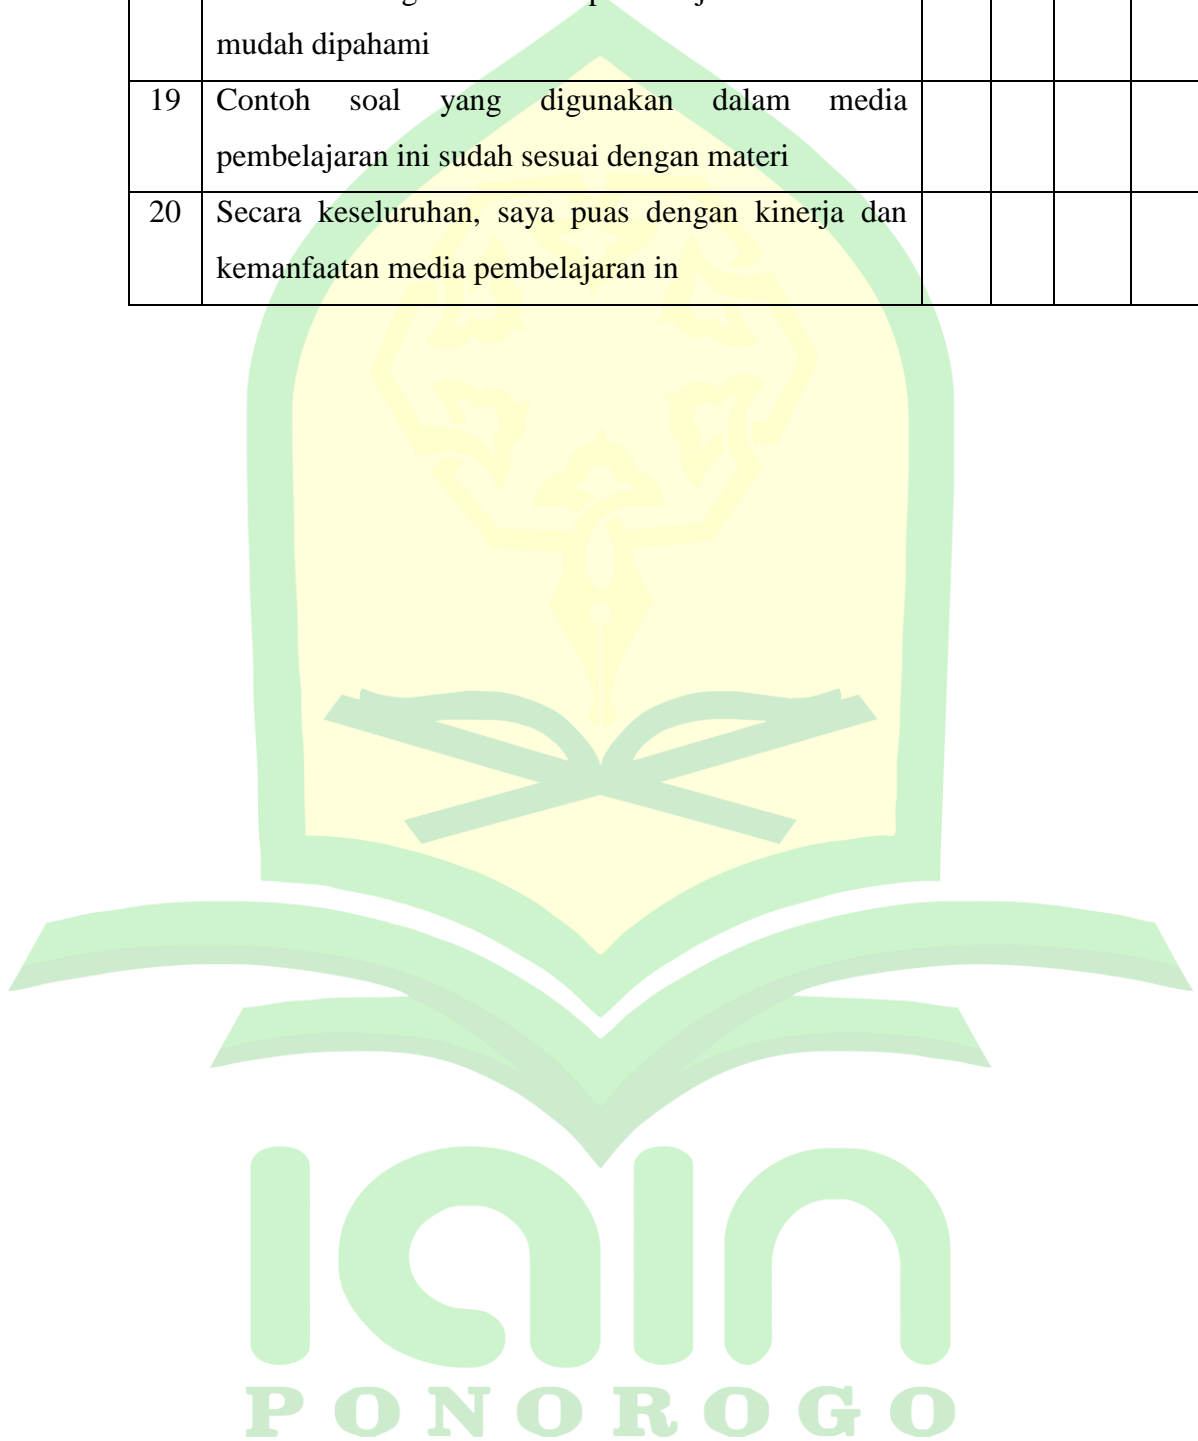 mudah dipahami
19 Contoh soal yang digunakan dalam media
pembelajaran ini sudah sesuai dengan materi
20 Secara keseluruhan, saya puas dengan kinerja dan
kemanfaatan media pembelajaran in
iain
PONOROGO